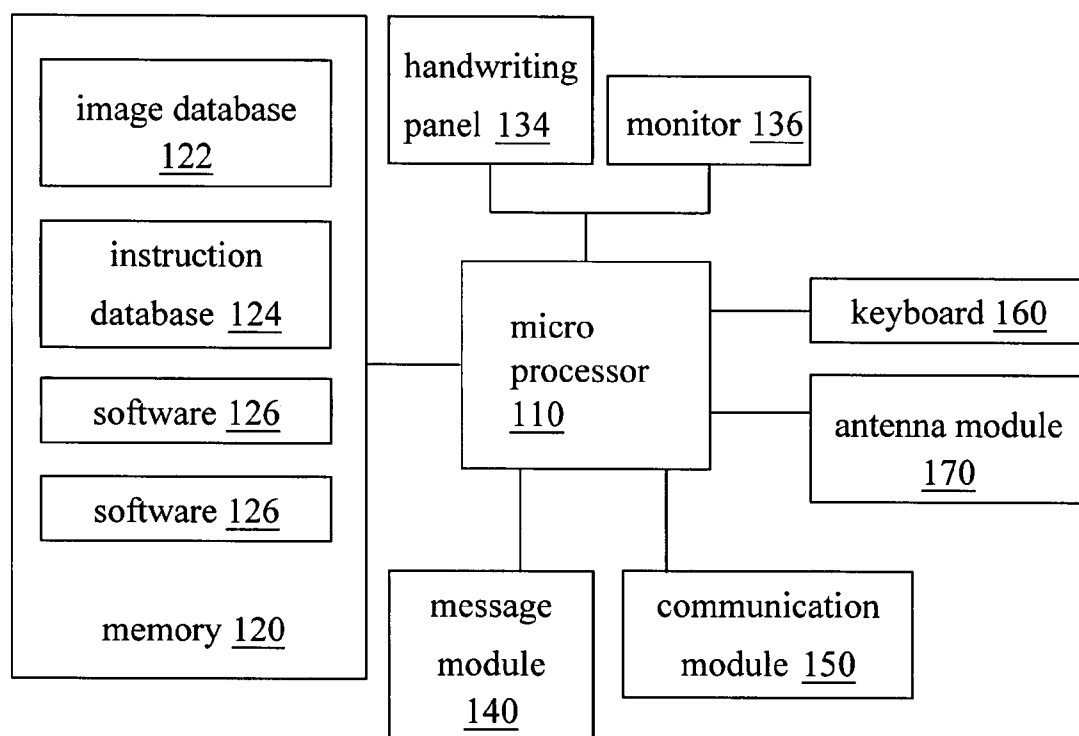 image database
122
instruction
database 124
software 126
software 126
memory 120
handwriting
panel 134
monitor 136
micro
processor
110
keyboard 160
antenna module
170
message
module
140
communication
module 150